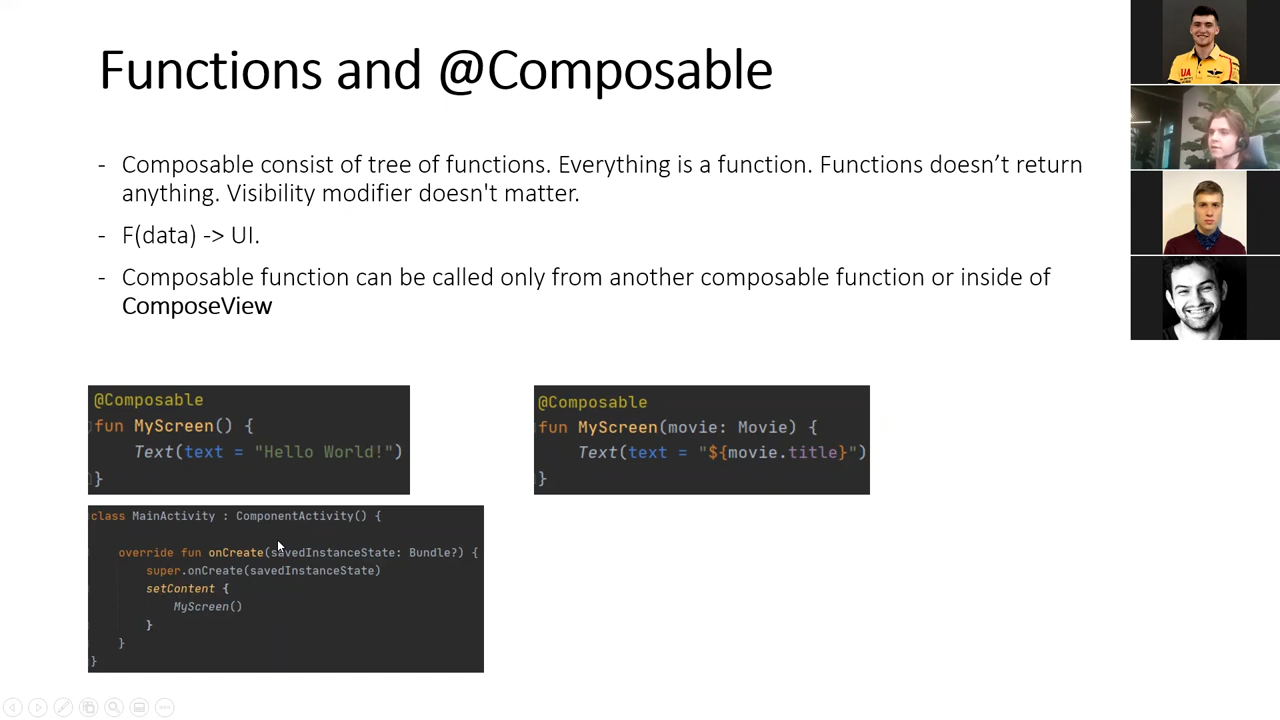 Functions and @Composable
- Composable consist of tree of functions. Everything is a function. Functions doesn’t return
anything. Visibility modifier doesn't matter.
- F(data) -> UI.
- Composable function can be called only from another composable function or inside of
ComposeView
@Composable
fun MyScreen() {
Text(text = "Hello World!")
}
@Composable
fun MyScreen(movie: Movie) {
Text(text = "${movie.title}")
}
class MainActivity : ComponentActivity() {
override fun onCreate(savedInstanceState: Bundle?) {
super.onCreate(savedInstanceState)
setContent {
MyScreen()
}
}
}
UA